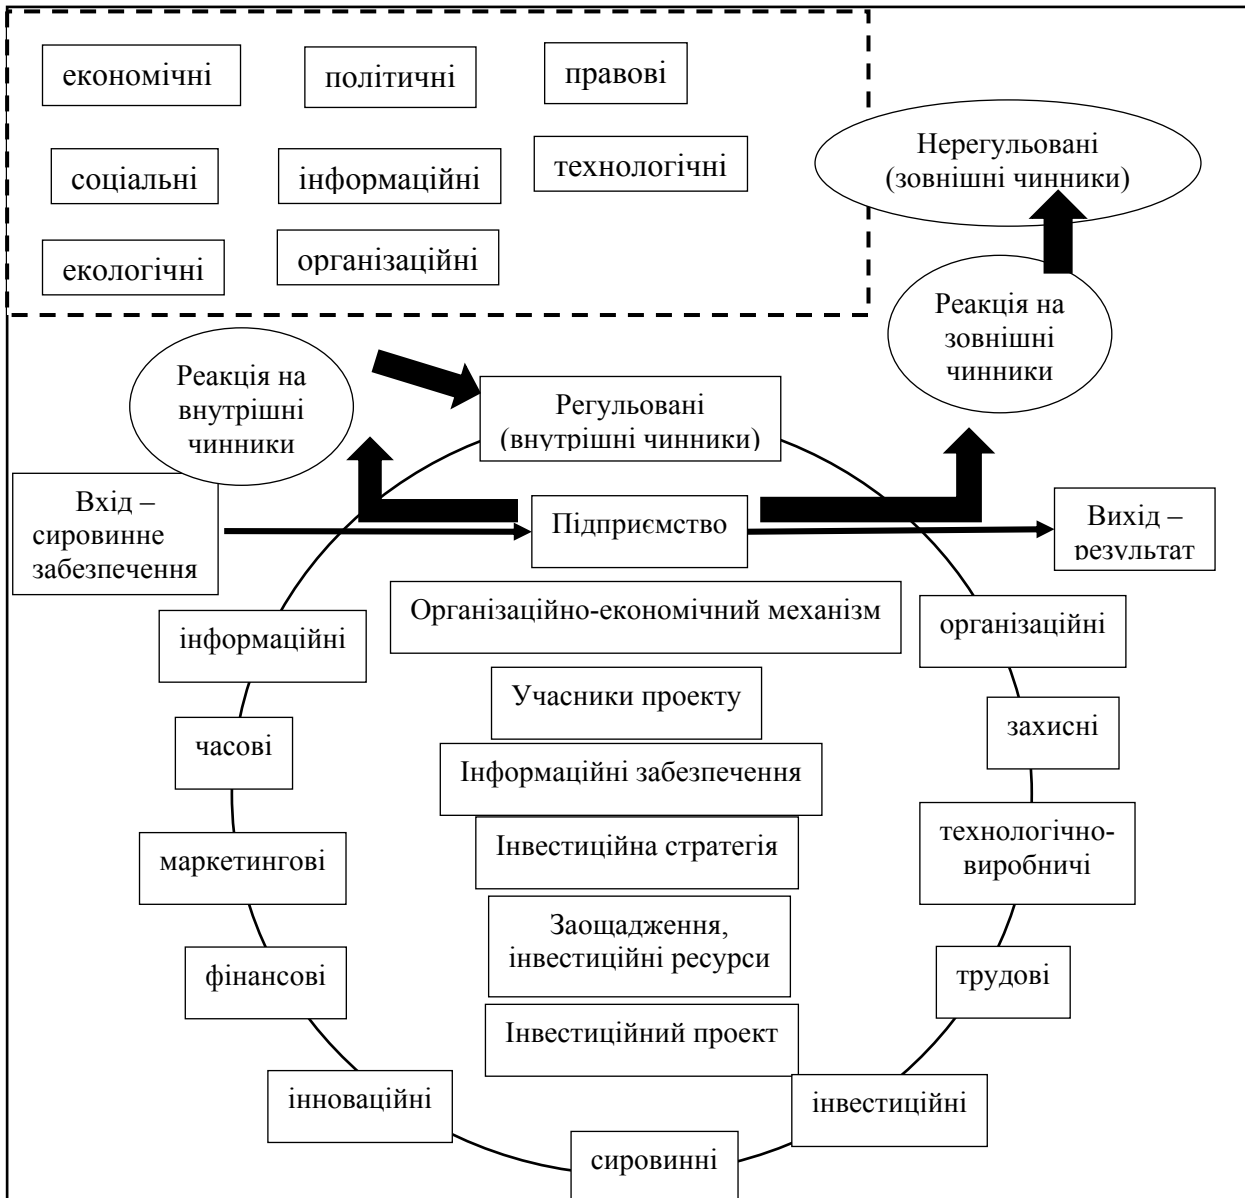 економічні
політичні
правові
соціальні
інформаційні
технологічні
екологічні
організаційні
Нерегульовані
(зовнішні чинники)
Реакція на
зовнішні
чинники
Реакція на
внутрішні
чинники
Регульовані
(внутрішні чинники)
Вхід –
сировинне
забезпечення
Підприємство
Вихід –
результат
Організаційно-економічний механізм
інформаційні
організаційні
Учасники проекту
часові
захисні
Інформаційні забезпечення
маркетингові
Інвестиційна стратегія
технологічно-
виробничі
Заощадження,
інвестиційні ресурси
фінансові
трудові
Інвестиційний проект
інноваційні
інвестиційні
сировинні